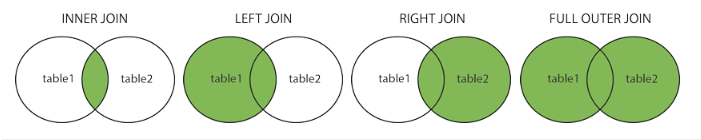 INNER JOIN
table1
table2
LEFT JOIN
table1
table2
RIGHT JOIN
table1
table2
FULL OUTER JOIN
table1
table2